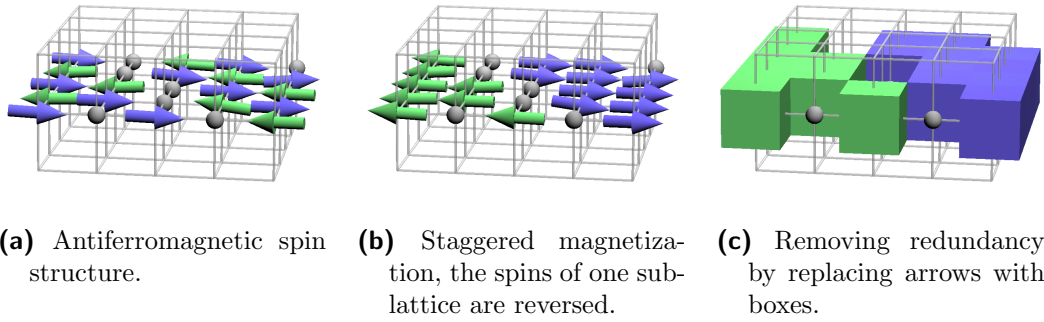 (a) Antiferromagnetic spin
structure.
(b) Staggered magnetiza-
tion, the spins of one sub-
lattice are reversed.
(c) Removing redundancy
by replacing arrows with
boxes.